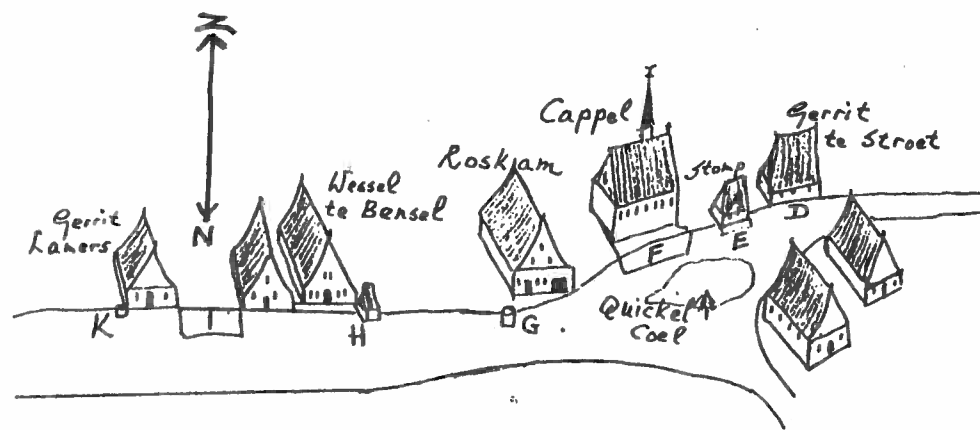 Z
Cappel
Gerrit
te Stroet
Roskam
Stomp
Wessel
te Bensel
Gerrit
Lamers
N
D
E
F
Quickel
Coel
K
I
H
G